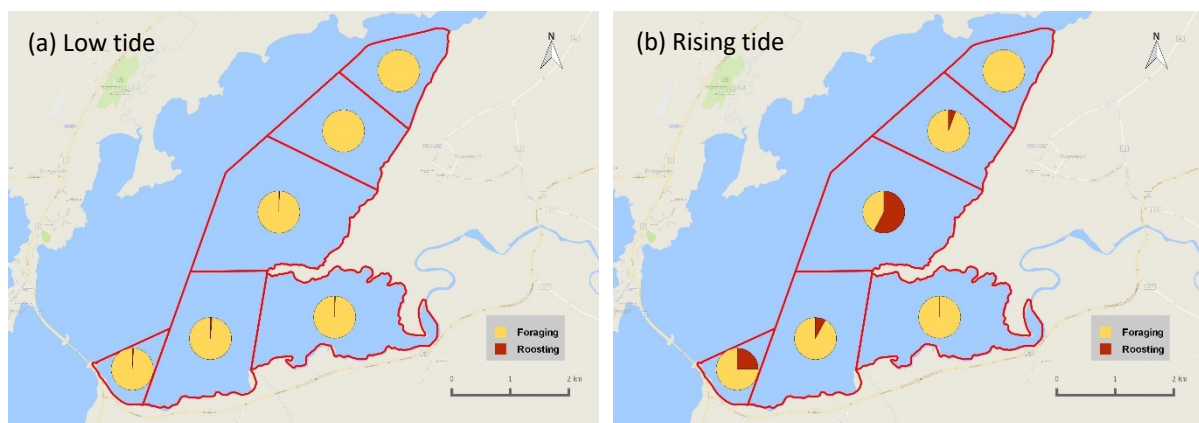 (a) Low tide
N
Foraging
Roosting
0 1 2 km
(b) Rising tide
N
Foraging
Roosting
0 1 2 km